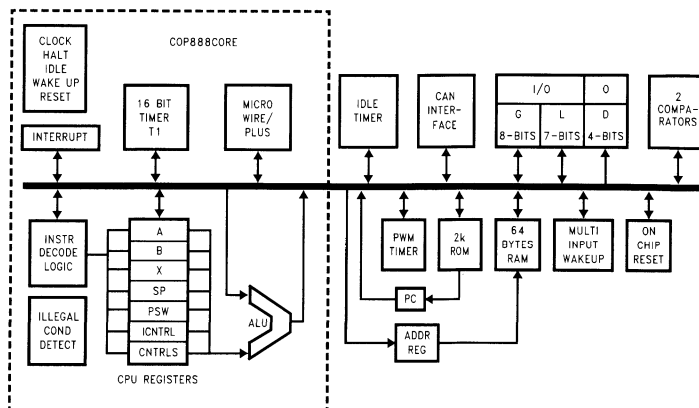 COP888CORE
CLOCK
HALT
IDLE
WAKE UP
RESET
INTERRUPT
16 BIT
TIMER
T1
MICRO
WIRE/
PLUS
IDLE
TIMER
CAN
INTER-
FACE
I/O
O
G
L
D
8-BITS
7-BITS
4-BITS
2
COMPA-
RATORS
INSTR
DECODE
LOGIC
A
B
X
SP
PSW
ICNTRL
CNTRLS
CPU REGISTERS
ILLEGAL
COND
DETECT
ALU
PWM
TIMER
2k
ROM
64
BYTES
RAM
MULTI
INPUT
WAKEUP
ON
CHIP
RESET
PC
ADDR
REG